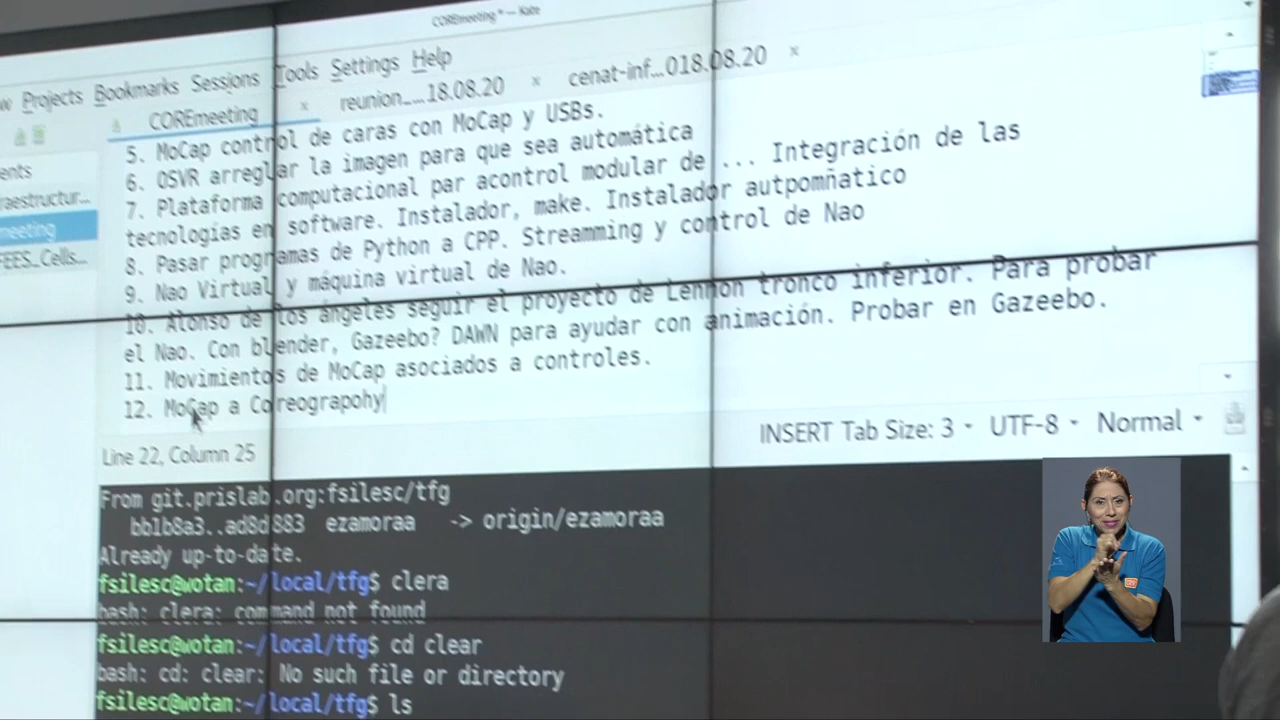 COREmeeting * — Kate
Projects Bookmarks Sessions Tools Settings Help
COREmeeting × reunion_...18.08.20 × cenat-inf...018.08.20 ×
5. MoCap control de caras con MoCap y USBs.
6. OSVR arreglar la imagen para que sea automática
7. Plataforma computacional par acontrol modular de ... Integración de las
tecnologías en software. Instalador, make. Instalador autpomñatico
8. Pasar programas de Python a CPP. Streamming y control de Nao
9. Nao Virtual y máquina virtual de Nao.
10. Alonso de los ángeles seguir el proyecto de Lennon tronco inferior. Para probar
el Nao. Con blender, Gazeebo? DAWN para ayudar con animación. Probar en Gazeebo.
11. Movimientos de MoCap asociados a controles.
12. MoCap a Coreograpohy
ents
raestructur...
meeting
FEES_Cells...
Line 22, Column 25
INSERT Tab Size: 3 UTF-8 Normal
From git.prislab.org:fsilesc/tfg
bb1b8a3..ad8d883 ezamoraa -> origin/ezamoraa
Already up-to-date.
fsilesc@wotan:~/local/tfg$ clera
bash: clera: command not found
fsilesc@wotan:~/local/tfg$ cd clear
bash: cd: clear: No such file or directory
fsilesc@wotan:~/local/tfg$ ls